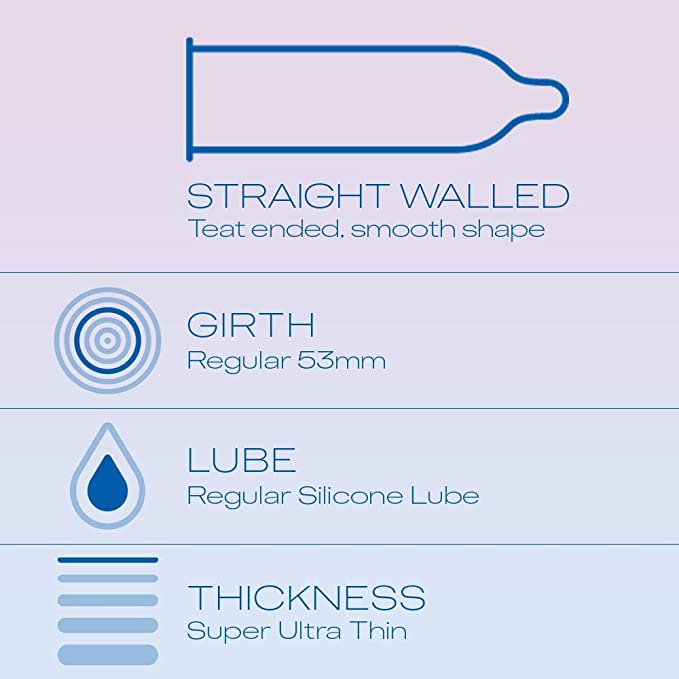 STRAIGHT WALLED
Teat ended. smooth shape
GIRTH
Regular 53mm
LUBE
Regular Silicone Lube
THICKNESS
Super Ultra Thin